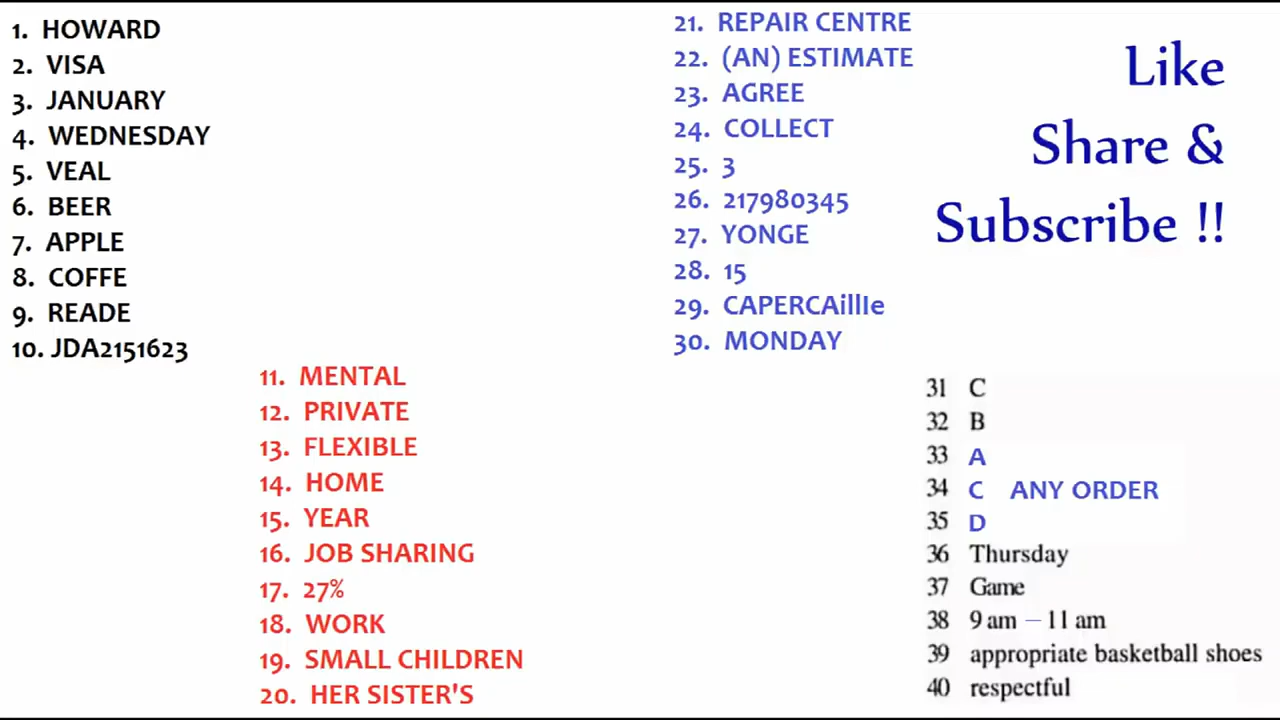 1. HOWARD
2. VISA
3. JANUARY
4. WEDNESDAY
5. VEAL
6. BEER
7. APPLE
8. COFFE
9. READE
10. JDA2151623
11. MENTAL
12. PRIVATE
13. FLEXIBLE
14. HOME
15. YEAR
16. JOB SHARING
17. 27%
18. WORK
19. SMALL CHILDREN
20. HER SISTER'S
21. REPAIR CENTRE
22. (AN) ESTIMATE
23. AGREE
24. COLLECT
25. 3
26. 217980345
27. YONGE
28. 15
29. CAPERCAillIe
30. MONDAY
Like
Share &
Subscribe !!
31 C
32 B
33 A
34 C ANY ORDER
35 D
36 Thursday
37 Game
38 9 am – 11 am
39 appropriate basketball shoes
40 respectful